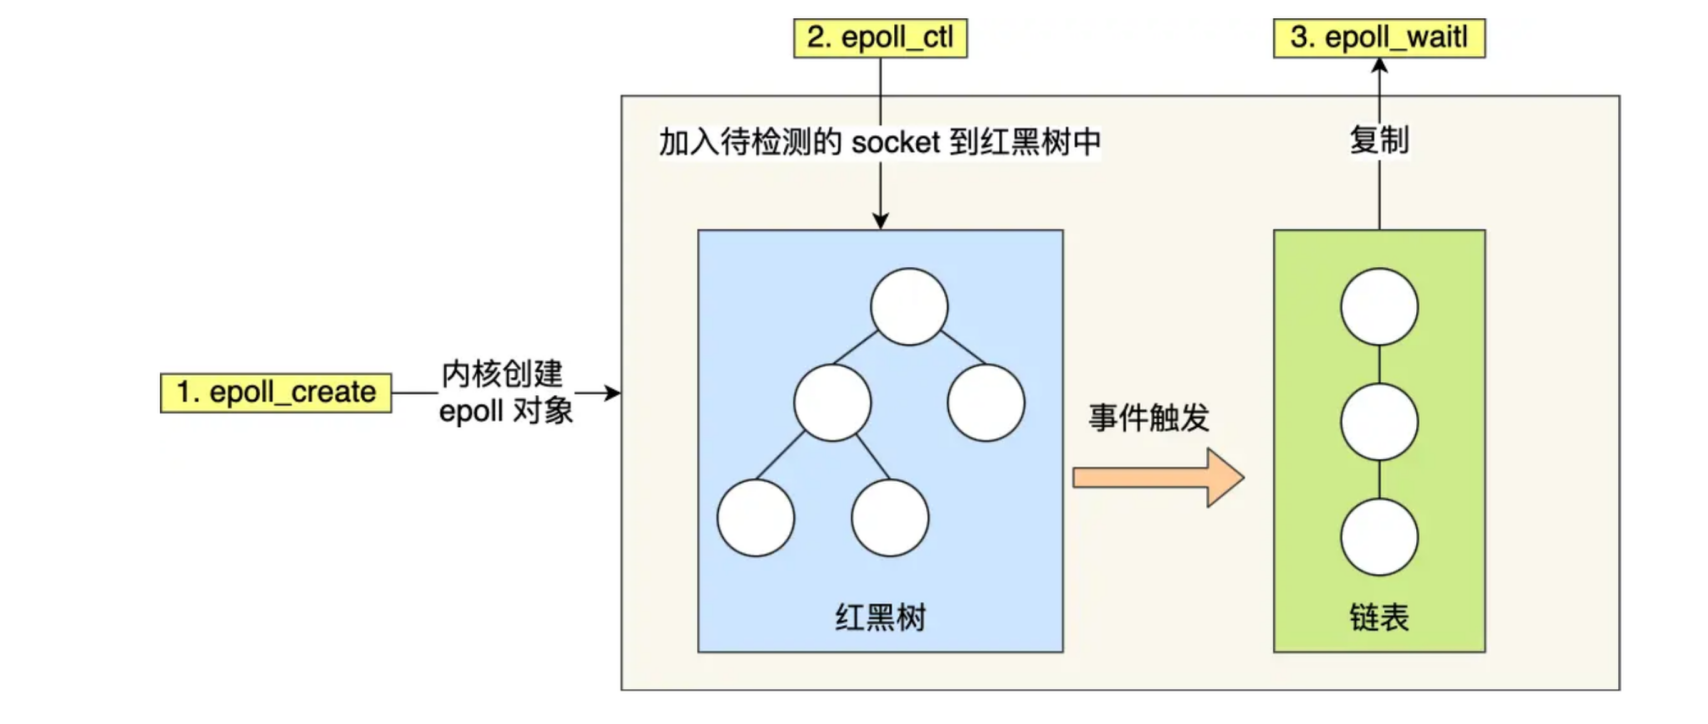 2. epoll_ctl
3. epoll_waitl
加入待检测的 socket 到红黑树中
复制
1. epoll_create
内核创建
epoll 对象
事件触发
红黑树
链表